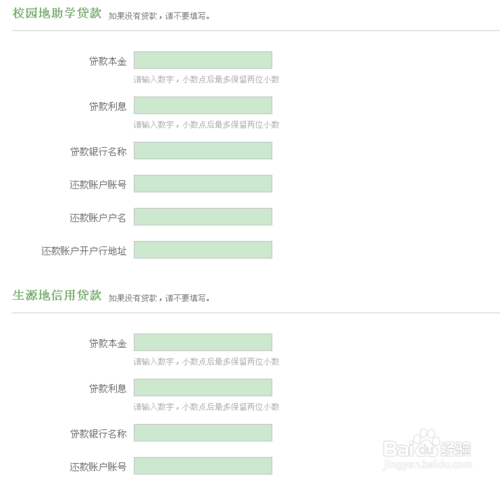 校园地助学贷款 如果没有贷款，请不要填写。
贷款本金
请输入数字，小数点后最多保留两位小数
贷款利息
请输入数字，小数点后最多保留两位小数
贷款银行名称
还款账户账号
还款账户户名
还款账户开户行地址
生源地信用贷款 如果没有贷款，请不要填写。
贷款本金
请输入数字，小数点后最多保留两位小数
贷款利息
请输入数字，小数点后最多保留两位小数
贷款银行名称
还款账户账号
Baidu 经验
jingyan.baidu.com